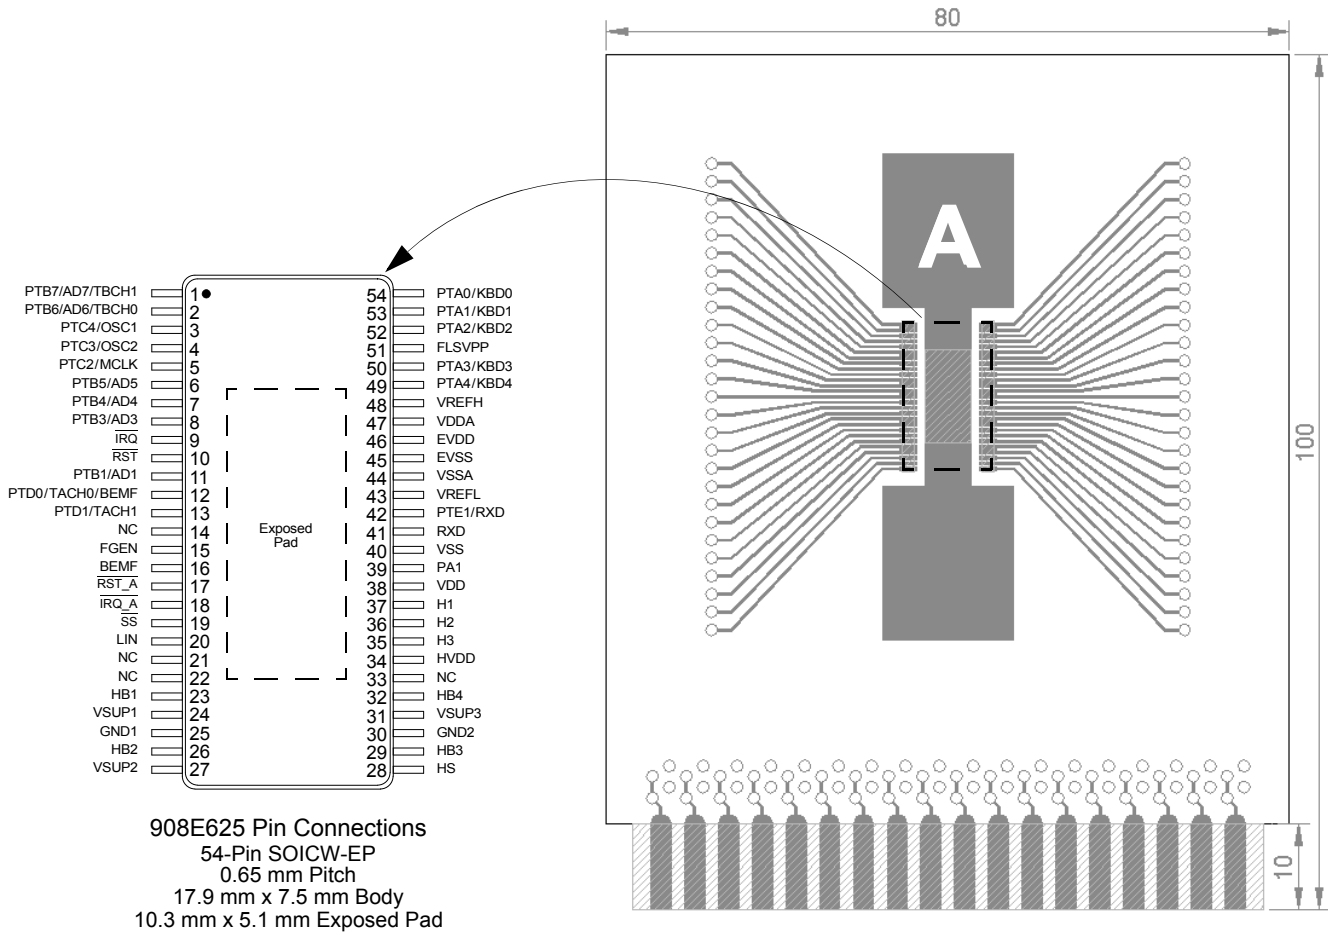 80
A
100
10
PTB7/AD7/TBCH1 1 54 PTA0/KBD0
PTB6/AD6/TBCH0 2 53 PTA1/KBD1
PTC4/OSC1 3 52 PTA2/KBD2
PTC3/OSC2 4 51 FLSVPP
PTC2/MCLK 5 50 PTA3/KBD3
PTB5/AD5 6 49 PTA4/KBD4
PTB4/AD4 7 48 VREFH
PTB3/AD3 8 47 VDDA
IRQ 9 46 EVDD
RST 10 45 EVSS
PTB1/AD1 11 44 VSSA
PTD0/TACH0/BEMF 12 43 VREFL
PTD1/TACH1 13 42 PTE1/RXD
NC 14 41 RXD
FGEN 15 40 VSS
BEMF 16 39 PA1
RST_A 17 38 VDD
IRQ_A 18 37 H1
SS 19 36 H2
LIN 20 35 H3
NC 21 34 HVDD
NC 22 33 NC
HB1 23 32 HB4
VSUP1 24 31 VSUP3
GND1 25 30 GND2
HB2 26 29 HB3
VSUP2 27 28 HS
Exposed
Pad
908E625 Pin Connections
54-Pin SOICW-EP
0.65 mm Pitch
17.9 mm x 7.5 mm Body
10.3 mm x 5.1 mm Exposed Pad